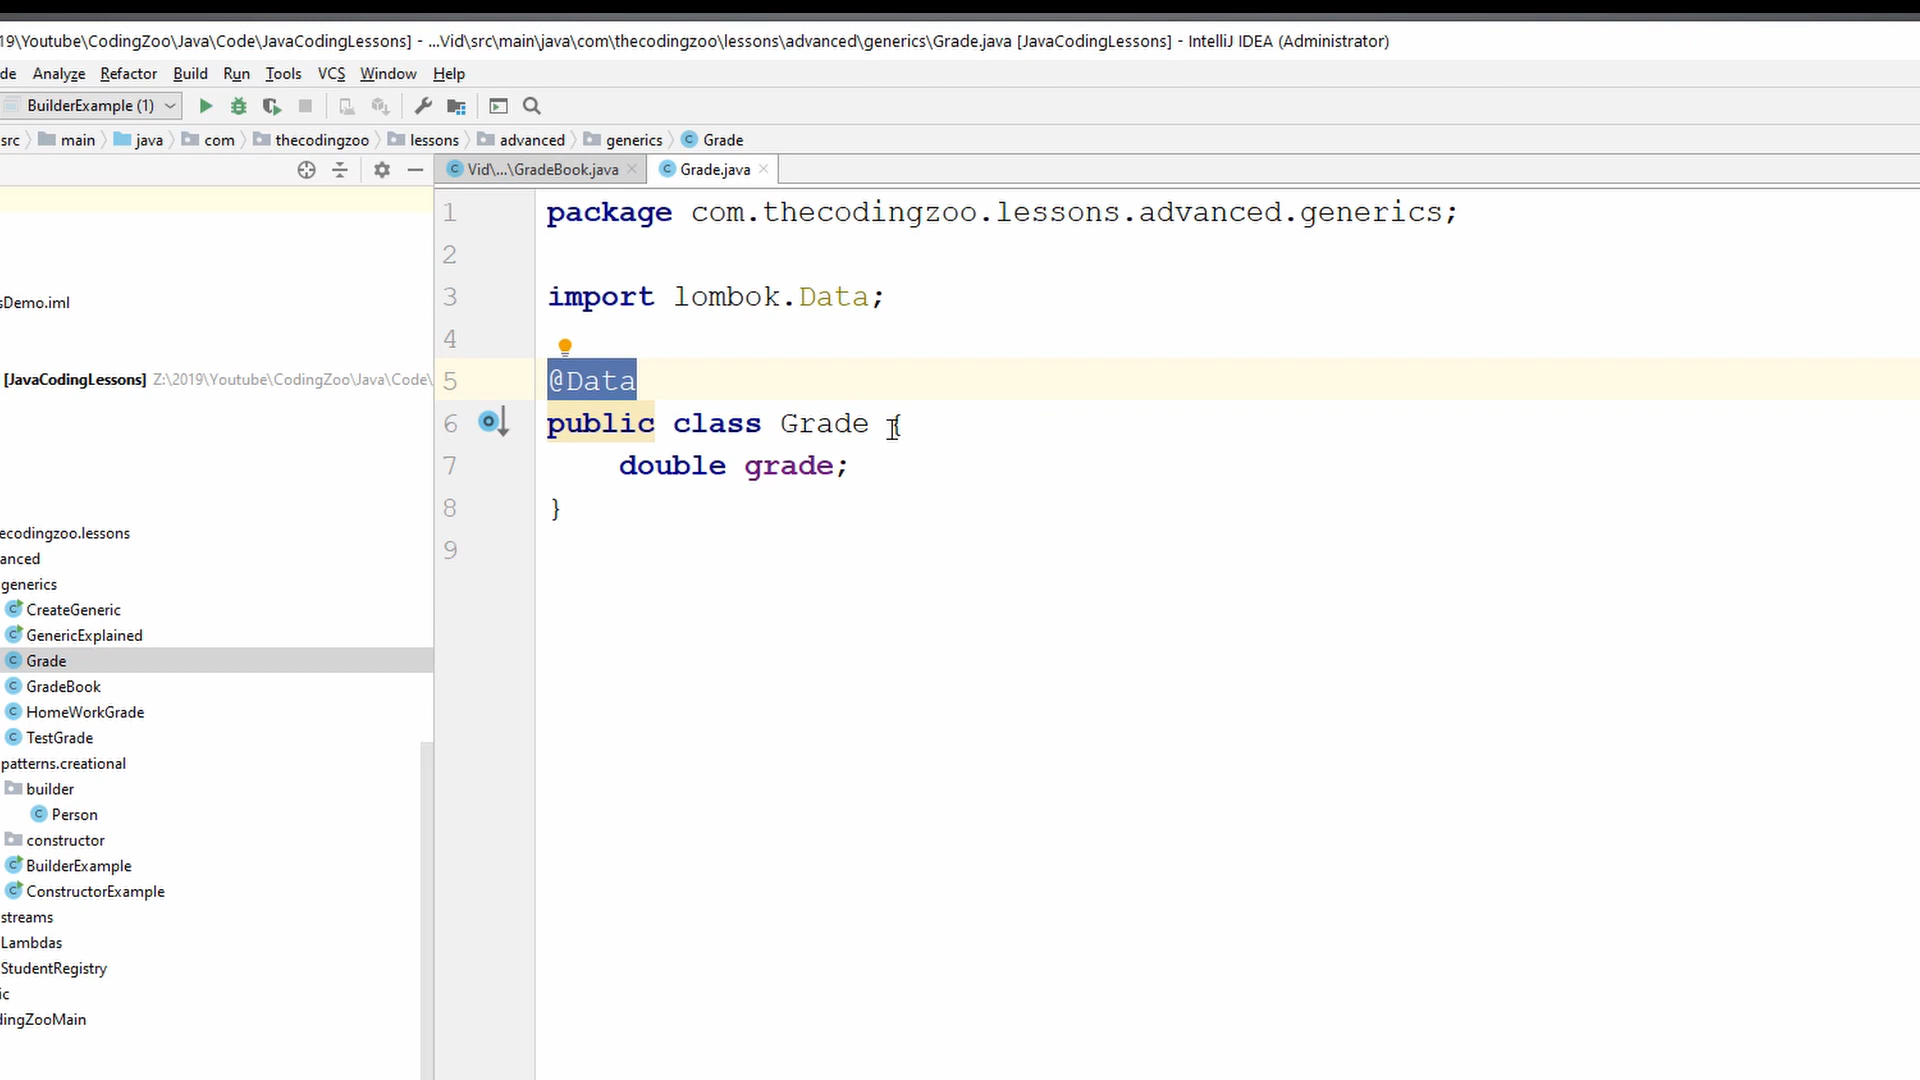 19\Youtube\CodingZoo\Java\Code\JavaCodingLessons] - ...Vid\src\main\java\com\thecodingzoo\lessons\advanced\generics\Grade.java [JavaCodingLessons] - IntelliJ IDEA (Administrator)
de Analyze Refactor Build Run Tools VCS Window Help
BuilderExample (1)
src main java com thecodingzoo lessons advanced generics Grade
Vid\...\GradeBook.java Grade.java
1 package com.thecodingzoo.lessons.advanced.generics;
2
3 import lombok.Data;
4
5 @Data
6 public class Grade {
7 double grade;
8 }
9
sDemo.iml
[JavaCodingLessons] Z:\2019\Youtube\CodingZoo\Java\Code\
ecodingzoo.lessons
anced
generics
CreateGeneric
GenericExplained
Grade
GradeBook
HomeWorkGrade
TestGrade
patterns.creational
builder
Person
constructor
BuilderExample
ConstructorExample
streams
Lambdas
StudentRegistry
ic
dingZooMain